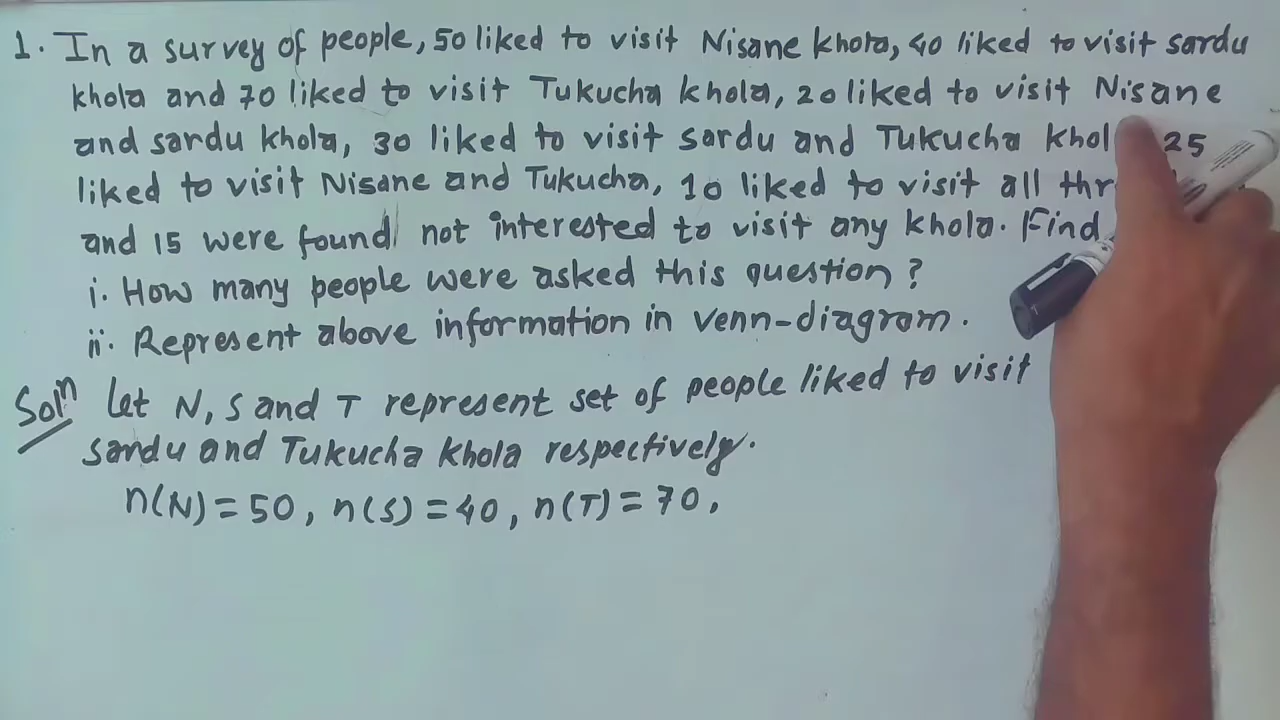 1. In a survey of people, 50 liked to visit Nisane khola, 40 liked to visit sardu
khola and 70 liked to visit Tukucha khola, 20 liked to visit Nisane
and sardu khola, 30 liked to visit sardu and Tukucha khol 25
liked to visit Nisane and Tukucha, 10 liked to visit all thr
and 15 were found not interested to visit any khola. Find
i. How many people were asked this question?
ii. Represent above information in venn-diagram.
Solⁿ Let N, S and T represent set of people liked to visit
sardu and Tukucha khola respectively.
n(N) = 50, n(S) = 40, n(T) = 70,